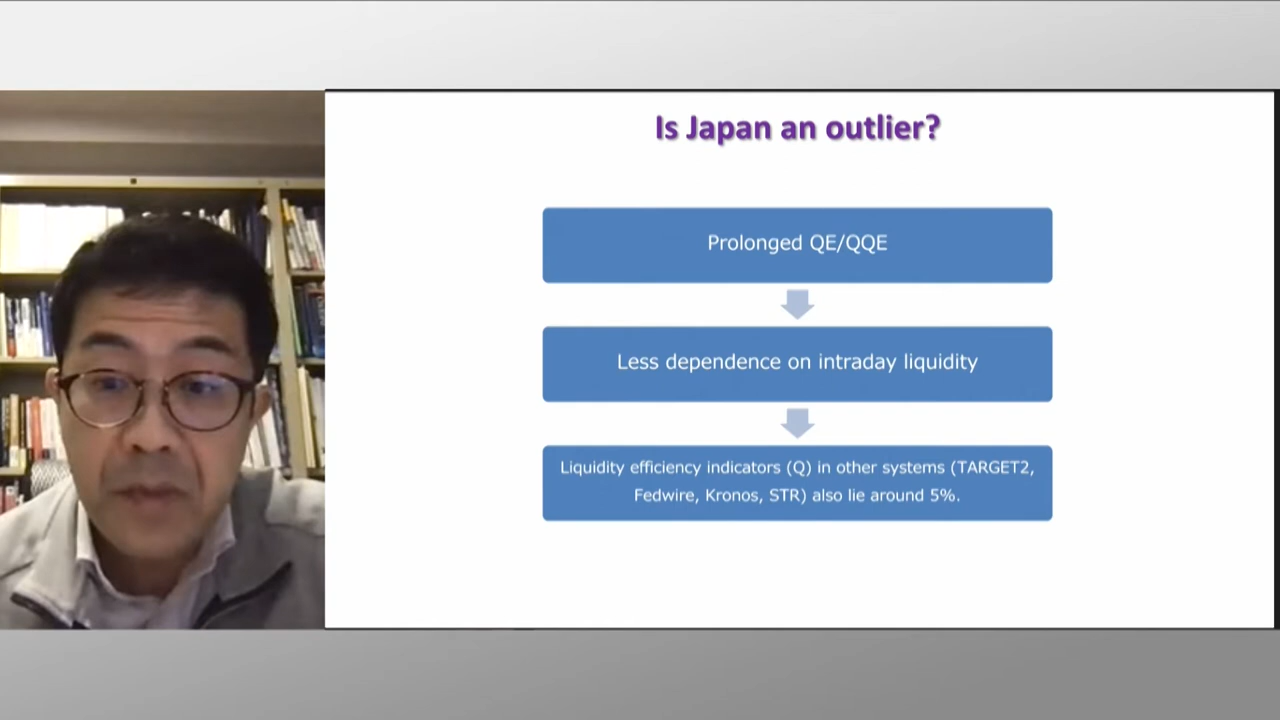 Is Japan an outlier?
Prolonged QE/QQE
Less dependence on intraday liquidity
Liquidity efficiency indicators (Q) in other systems (TARGET2,
Fedwire, Kronos, STR) also lie around 5%.